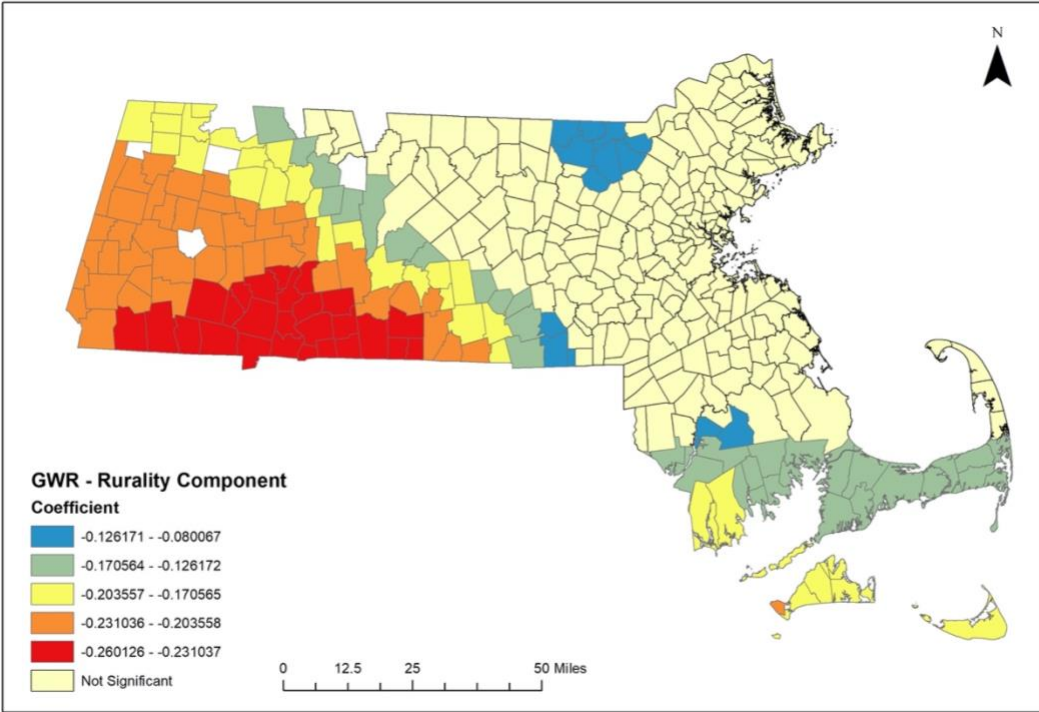 N
GWR - Rurality Component
Coefficient
-0.126171 - -0.080067
-0.170564 - -0.126172
-0.203557 - -0.170565
-0.231036 - -0.203558
-0.260126 - -0.231037
Not Significant
0 12.5 25 50 Miles